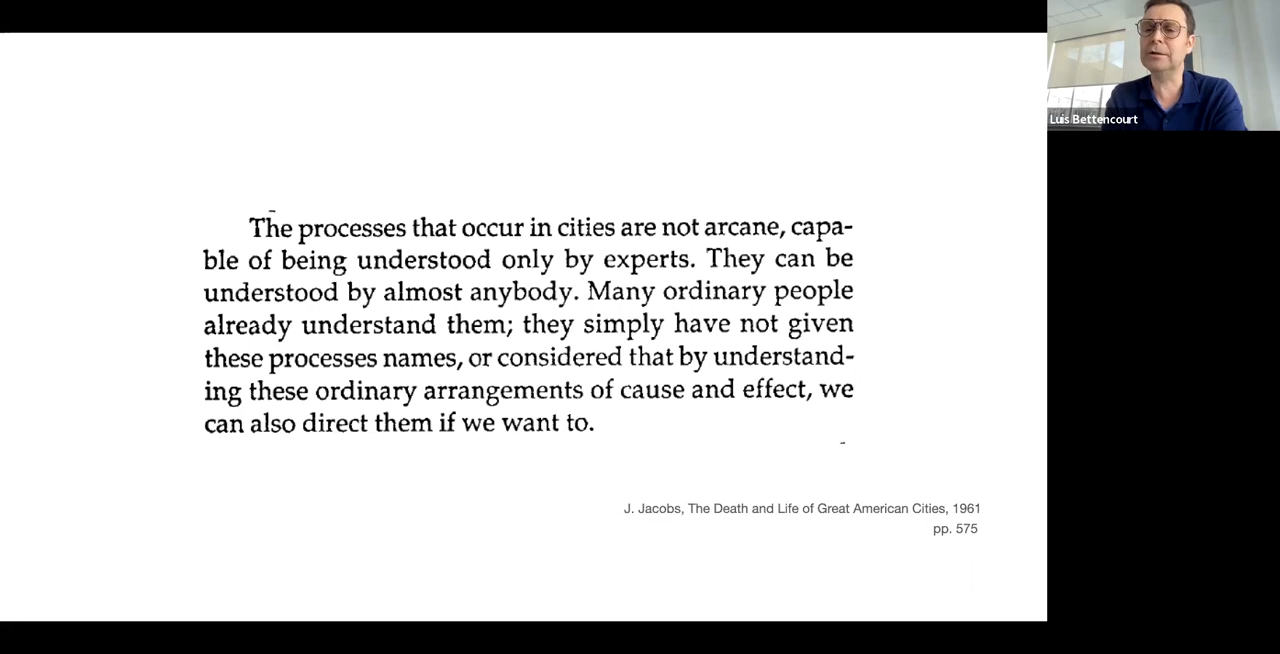 The processes that occur in cities are not arcane, capa-
ble of being understood only by experts. They can be
understood by almost anybody. Many ordinary people
already understand them; they simply have not given
these processes names, or considered that by understand-
ing these ordinary arrangements of cause and effect, we
can also direct them if we want to.
J. Jacobs, The Death and Life of Great American Cities, 1961
pp. 575
Luis Bettencourt